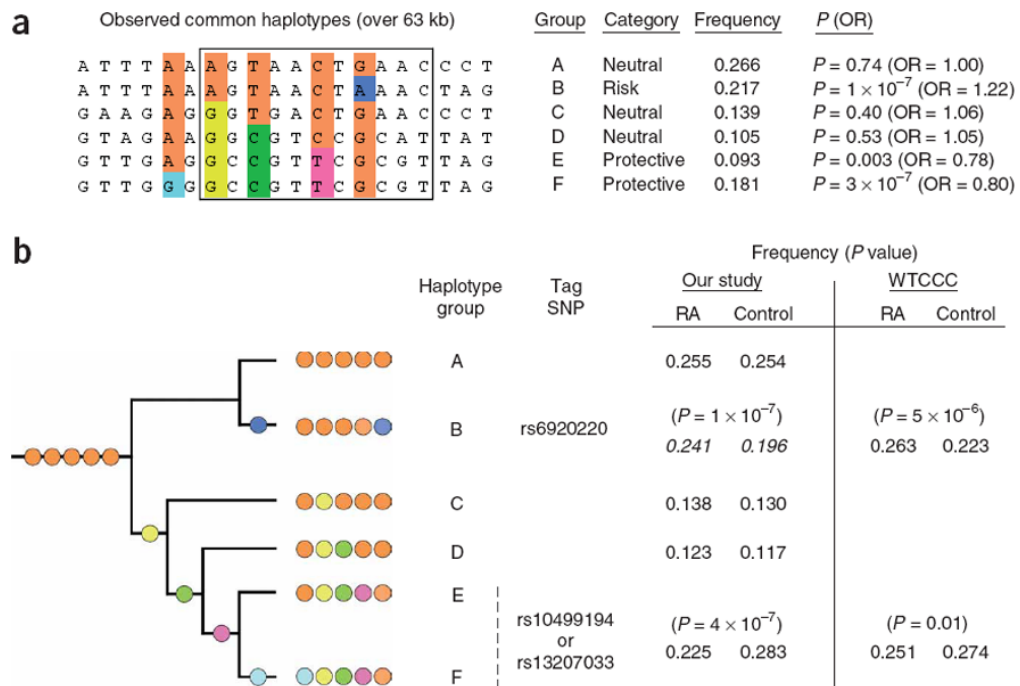 a
Observed common haplotypes (over 63 kb)
Group Category Frequency P (OR)
A T T T A A A G T A A C T G A A C C C T A Neutral 0.266 P = 0.74 (OR = 1.00)
A T T T A A A G T A A C T A A A C T A G B Risk 0.217 P = 1 × 10⁻⁷ (OR = 1.22)
G A A G A G G G T G A C T G A A C C C T C Neutral 0.139 P = 0.40 (OR = 1.06)
G T A G A A G G C G T C C G C A T T A T D Neutral 0.105 P = 0.53 (OR = 1.05)
G T T G A G G C C G T T C G C G T T A G E Protective 0.093 P = 0.003 (OR = 0.78)
G T T G G G G C C G T T C G C G T T A G F Protective 0.181 P = 3 × 10⁻⁷ (OR = 0.80)
b
Frequency (P value)
Haplotype group Tag SNP Our study WTCCC
RA Control RA Control
A 0.255 0.254
(P = 1 × 10⁻⁷) (P = 5 × 10⁻⁶)
B rs6920220 0.241 0.196 0.263 0.223
C 0.138 0.130
D 0.123 0.117
E
rs10499194 (P = 4 × 10⁻⁷) (P = 0.01)
or
rs13207033 0.225 0.283 0.251 0.274
F